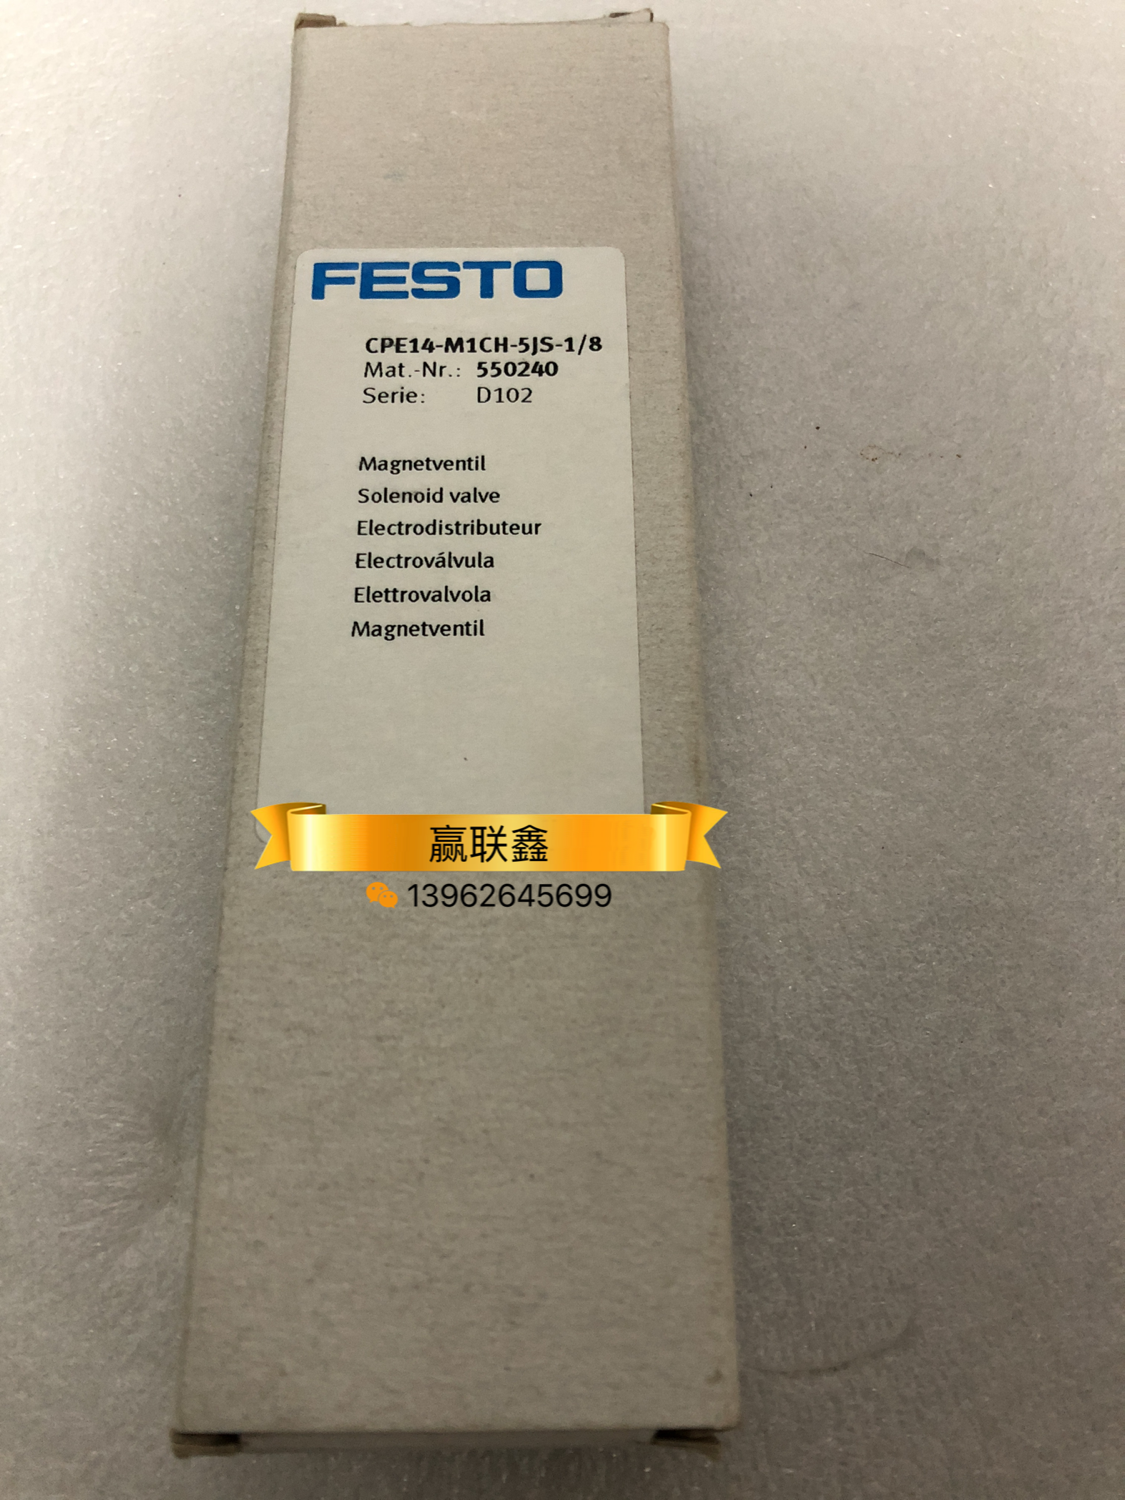 FESTO
CPE14-M1CH-5JS-1/8
Mat.-Nr.: 550240
Serie: D102
Magnetventil
Solenoid valve
Electrodistributeur
Electroválvula
Elettrovalvola
Magnetventil
赢联鑫
13962645699